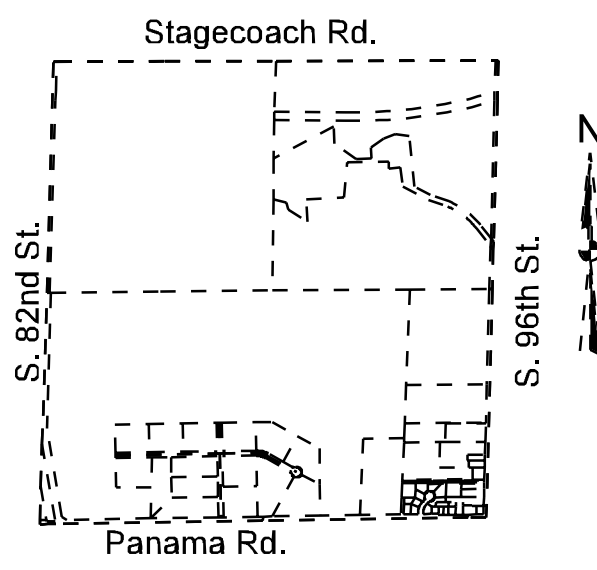 Stagecoach Rd.
N
S. 82nd St.
S. 96th St.
Panama Rd.